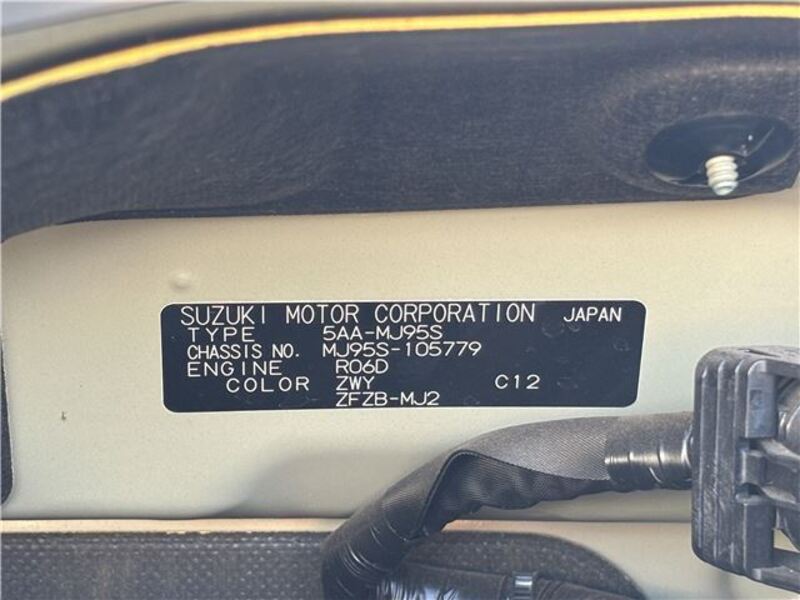 SUZUKI MOTOR CORPORATION JAPAN
TYPE 5AA-MJ95S
CHASSIS NO. MJ95S-105779
ENGINE R06D
COLOR ZWY C12
ZFZB-MJ2